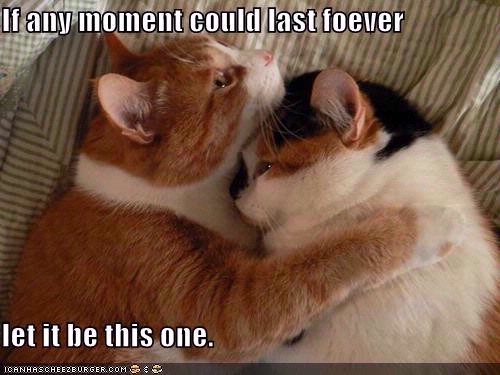 If any moment could last foever
let it be this one.
ICANHASCHEEZBURGER.COM